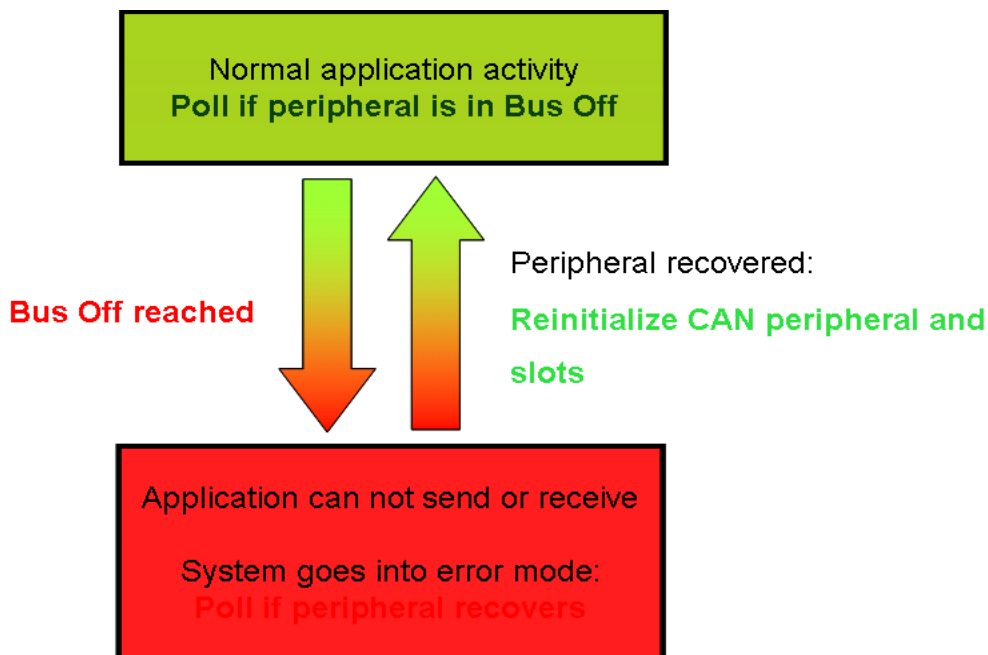 Normal application activity
Poll if peripheral is in Bus Off
Bus Off reached
Peripheral recovered:
Reinitialize CAN peripheral and
slots
Application can not send or receive
System goes into error mode:
Poll if peripheral recovers